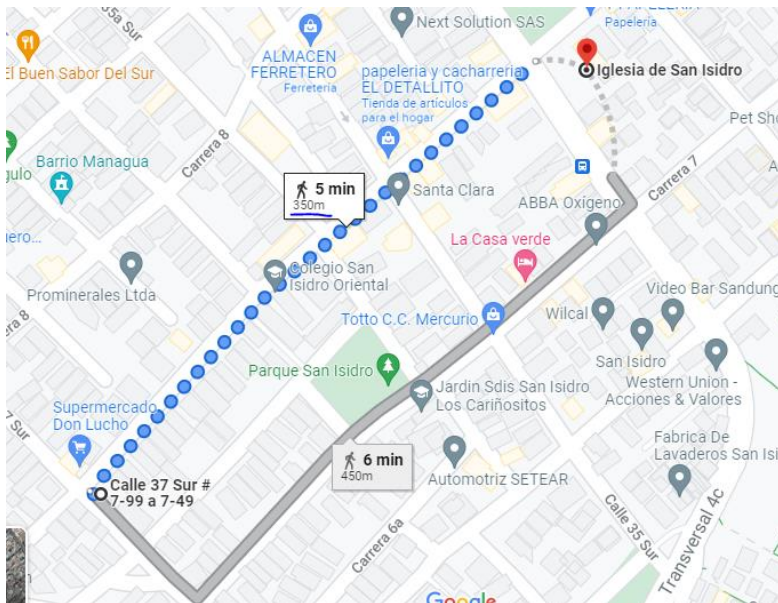 35a Sur
Next Solution SAS
Papelería
El Buen Sabor Del Sur
ALMACEN
FERRETERO
Ferretería
papeleria y cacharreria
EL DETALLITO
Tienda de artículos
para el hogar
Iglesia de San Isidro
Pet Sho
Carrera 8
Barrio Managua
5 min
350m
Santa Clara
Carrera 7
ABBA Oxígeno
La Casa verde
Colegio San
Isidro Oriental
Prominerales Ltda
Totto C.C. Mercurio
Wilcal
Video Bar Sandung
San Isidro
Western Union -
Acciones & Valores
Parque San Isidro
Jardin Sdis San Isidro
Los Cariñositos
Supermercado
Don Lucho
6 min
450m
Automotriz SETEAR
Fabrica De
Lavaderos San Isi
Calle 37 Sur #
7-99 a 7-49
Carrera 6a
Calle 35 Sur
Transversal 4c
Google